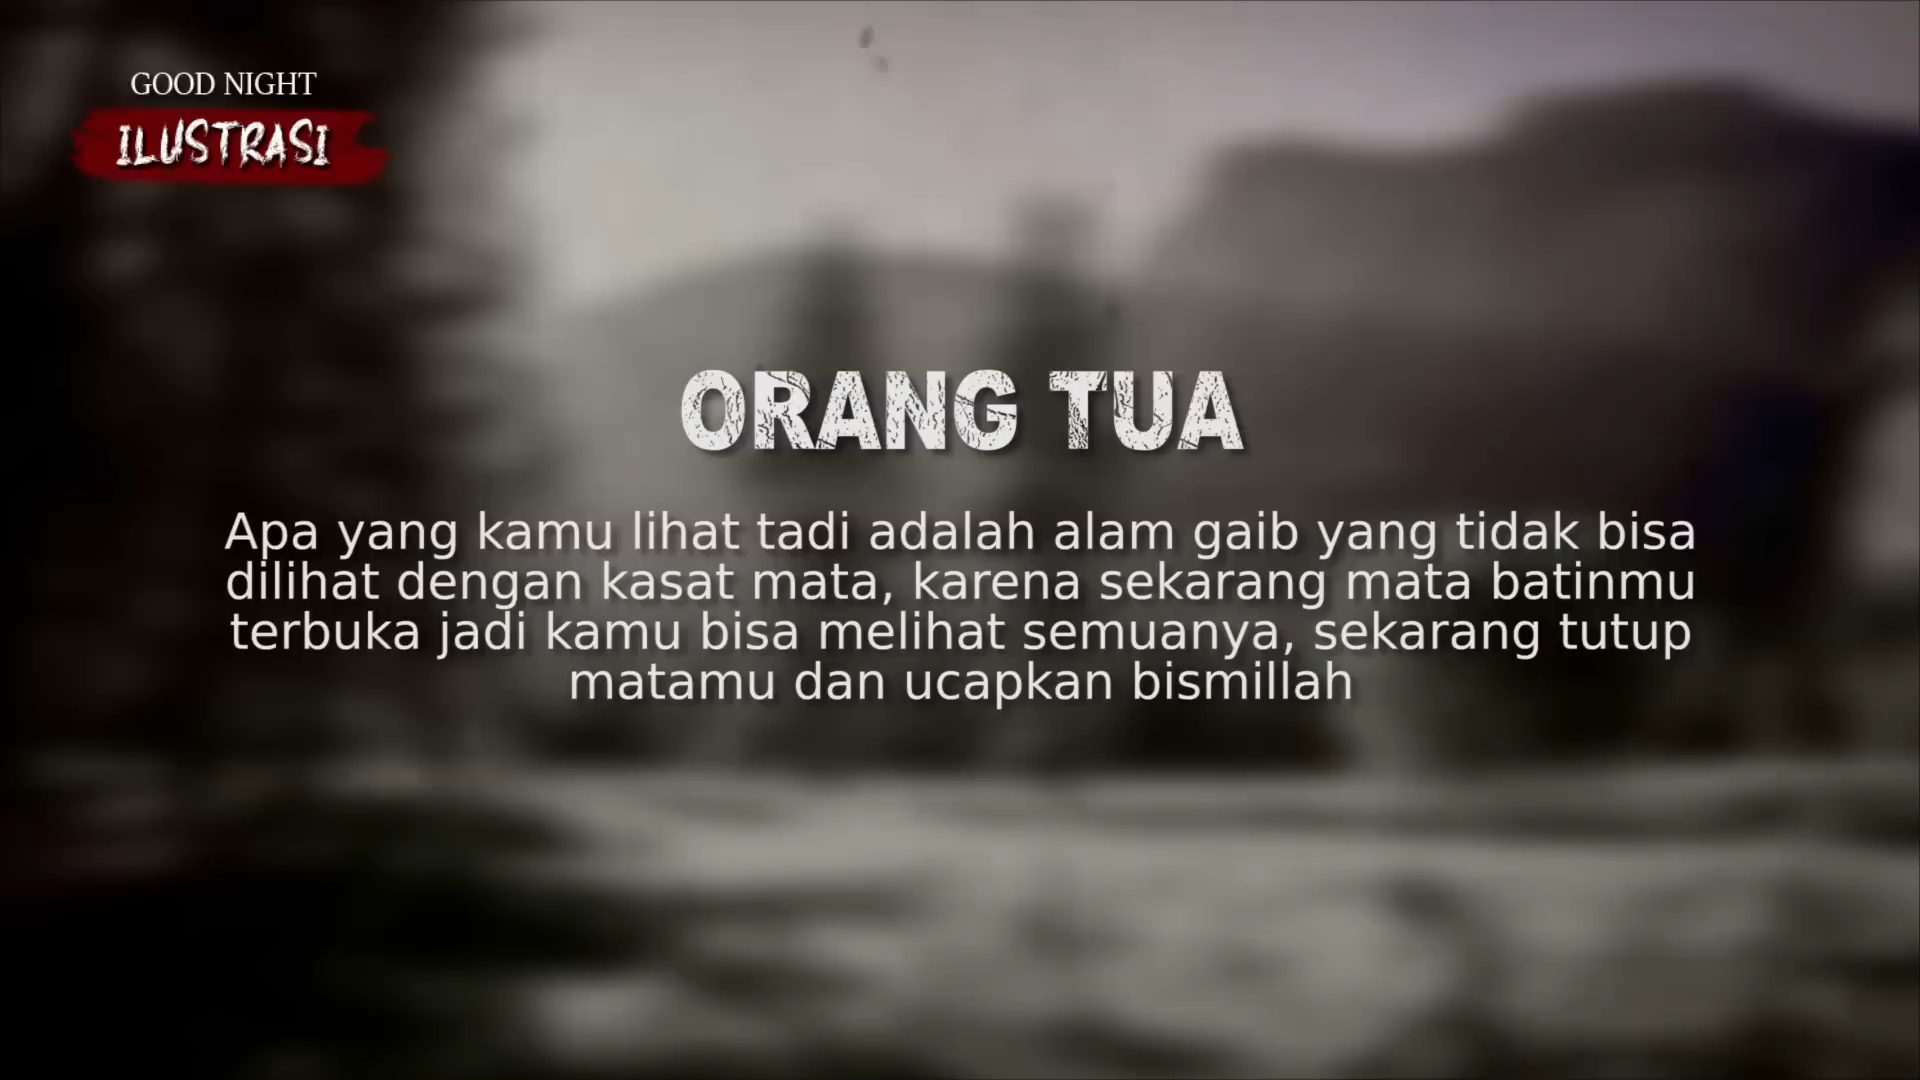 GOOD NIGHT
ILUSTRASI
ORANG TUA
Apa yang kamu lihat tadi adalah alam gaib yang tidak bisa
dilihat dengan kasat mata, karena sekarang mata batinmu
terbuka jadi kamu bisa melihat semuanya, sekarang tutup
matamu dan ucapkan bismillah